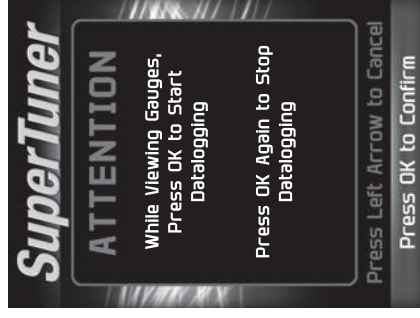 SuperTuner
ATTENTION
While Viewing Gauges,
Press OK to Start
Datalogging
Press OK Again to Stop
Datalogging
Press Left Arrow to Cancel
Press OK to Confirm